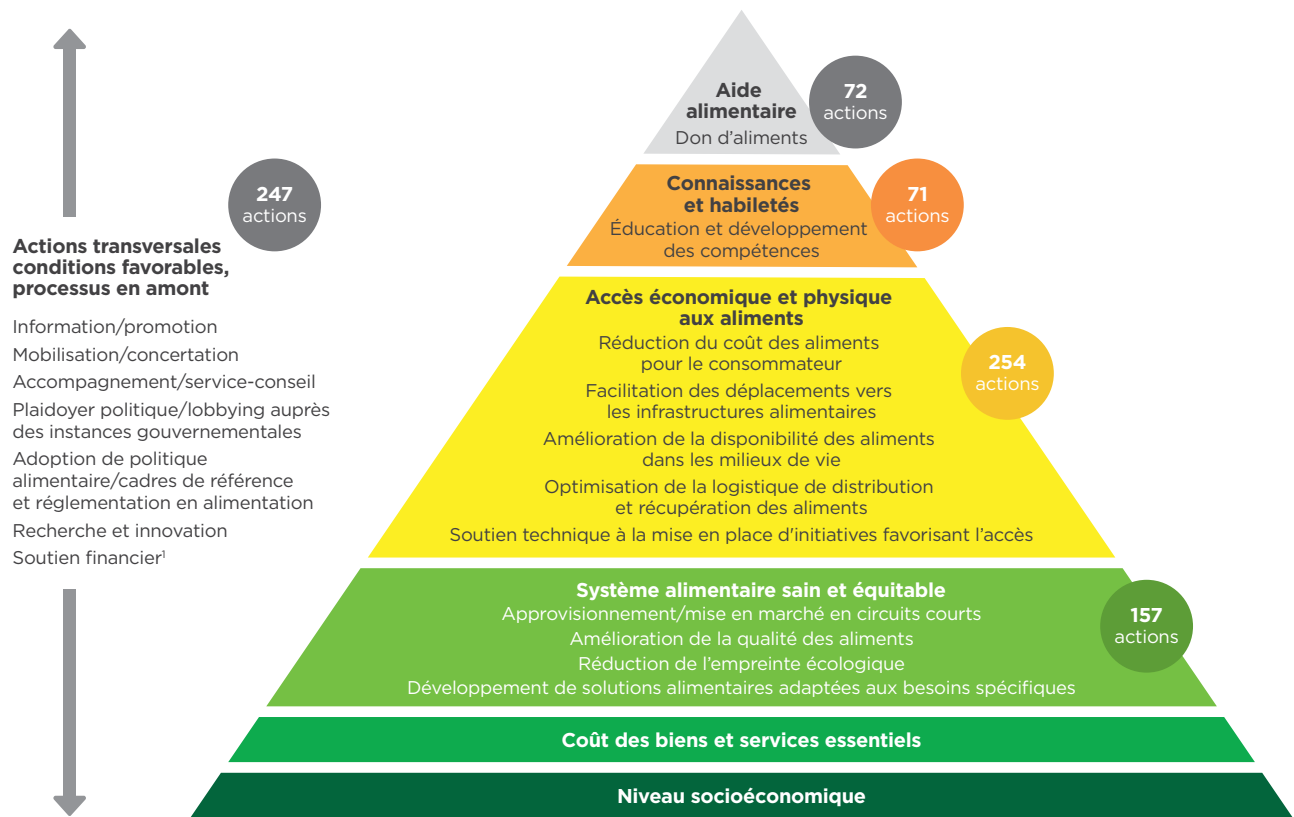 247
actions
Actions transversales
conditions favorables,
processus en amont
Information/promotion
Mobilisation/concertation
Accompagnement/service-conseil
Plaidoyer politique/lobbying auprès
des instances gouvernementales
Adoption de politique
alimentaire/cadres de référence
et réglementation en alimentation
Recherche et innovation
Soutien financier¹
Aide
alimentaire
Don d’aliments
72
actions
Connaissances
et habiletés
Éducation et développement
des compétences
71
actions
Accès économique et physique
aux aliments
Réduction du coût des aliments
pour le consommateur
Facilitation des déplacements vers
les infrastructures alimentaires
Amélioration de la disponibilité des aliments
dans les milieux de vie
Optimisation de la logistique de distribution
et récupération des aliments
Soutien technique à la mise en place d'initiatives favorisant l’accès
254
actions
Système alimentaire sain et équitable
Approvisionnement/mise en marché en circuits courts
Amélioration de la qualité des aliments
Réduction de l’empreinte écologique
Développement de solutions alimentaires adaptées aux besoins spécifiques
157
actions
Coût des biens et services essentiels
Niveau socioéconomique